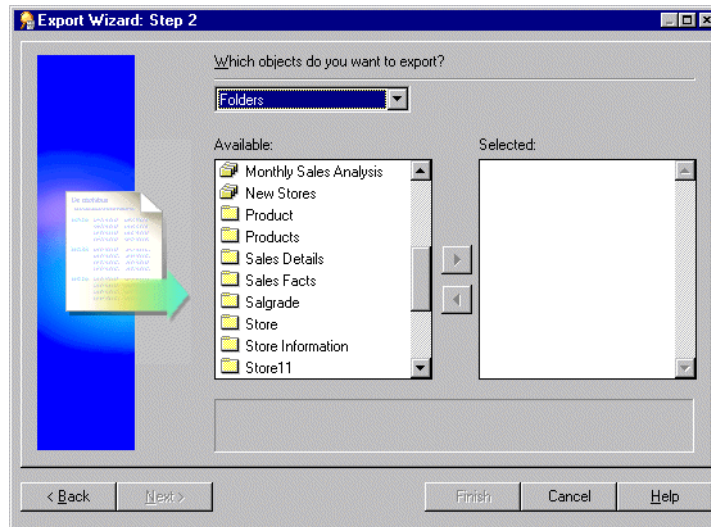 Export Wizard: Step 2
Which objects do you want to export?
Folders
Available:
Selected:
Monthly Sales Analysis
New Stores
Product
Products
Sales Details
Sales Facts
Salgrade
Store
Store Information
Store11
< Back
Next >
Finish
Cancel
Help